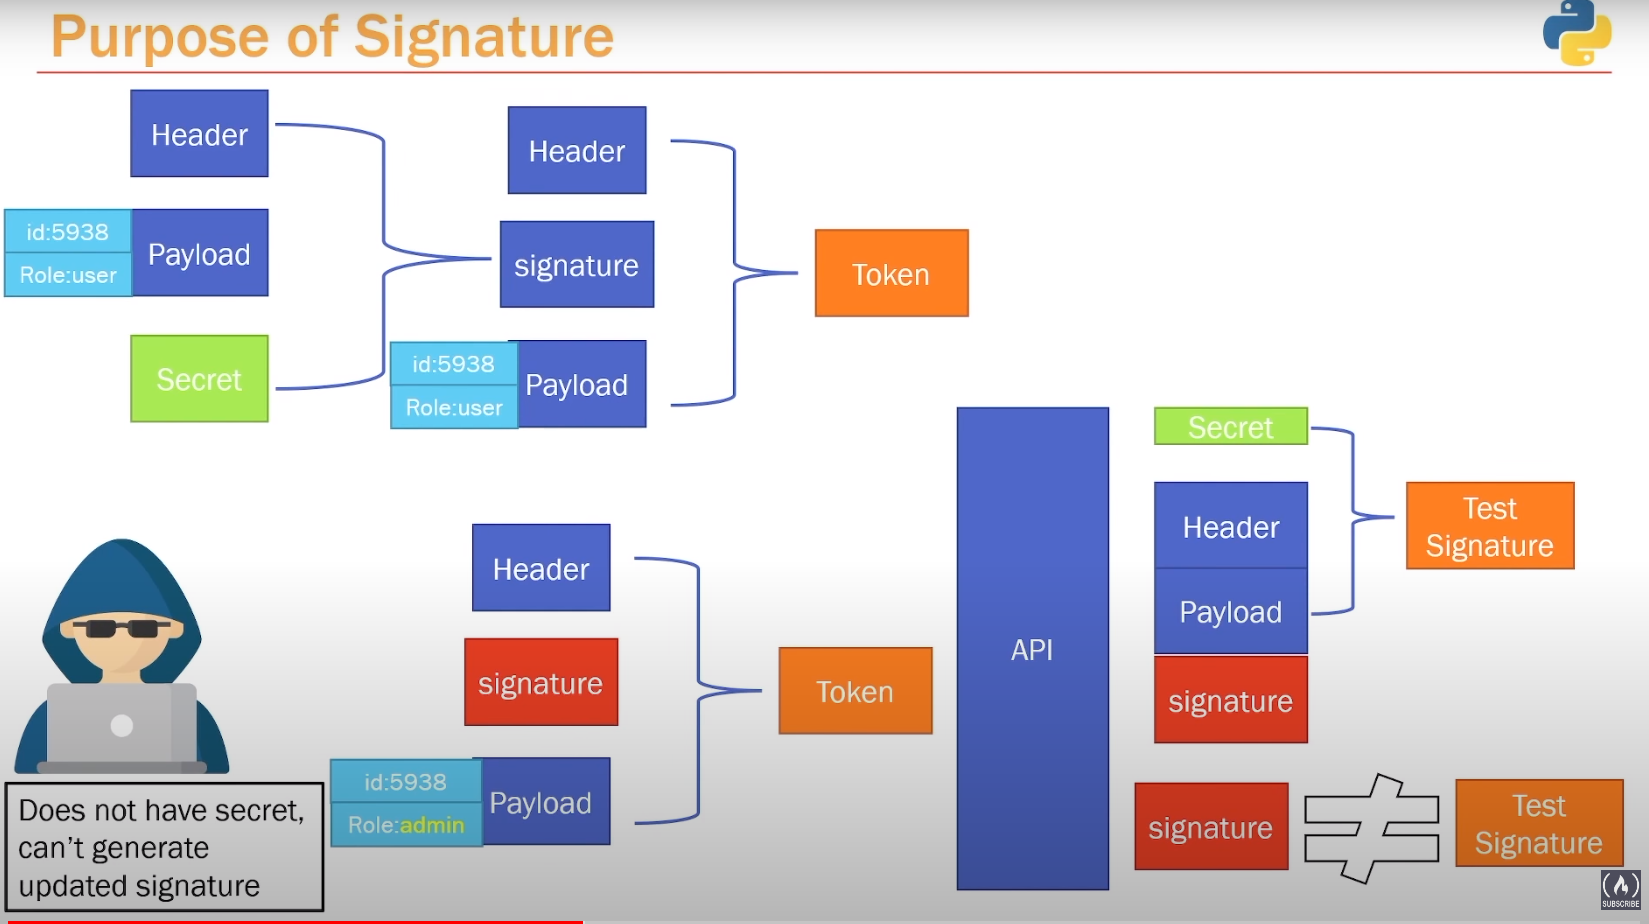 Purpose of Signature
Header
id:5938
Role:user
Payload
Secret
Header
signature
id:5938
Role:user
Payload
Token
Does not have secret,
can't generate
updated signature
Header
signature
id:5938
Role:admin
Payload
Token
API
Secret
Header
Payload
signature
Test
Signature
signature
≠
Test
Signature
SUBSCRIBE